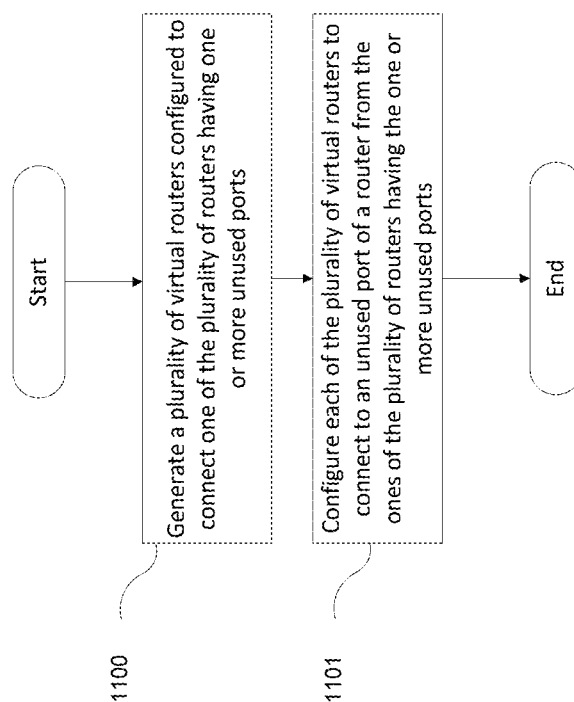 Start
1100
Generate a plurality of virtual routers configured to
connect one of the plurality of routers having one
or more unused ports
1101
Configure each of the plurality of virtual routers to
connect to an unused port of a router from the
ones of the plurality of routers having the one or
more unused ports
End